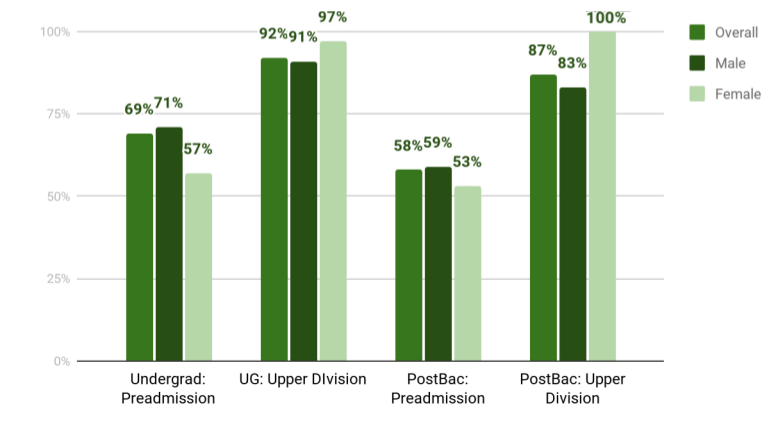 100%
75%
50%
25%
0%
69%
71%
57%
92%
91%
97%
58%
59%
53%
87%
83%
100%
Undergrad:
Preadmission
UG: Upper DIvision
PostBac:
Preadmission
PostBac: Upper
Division
Overall
Male
Female